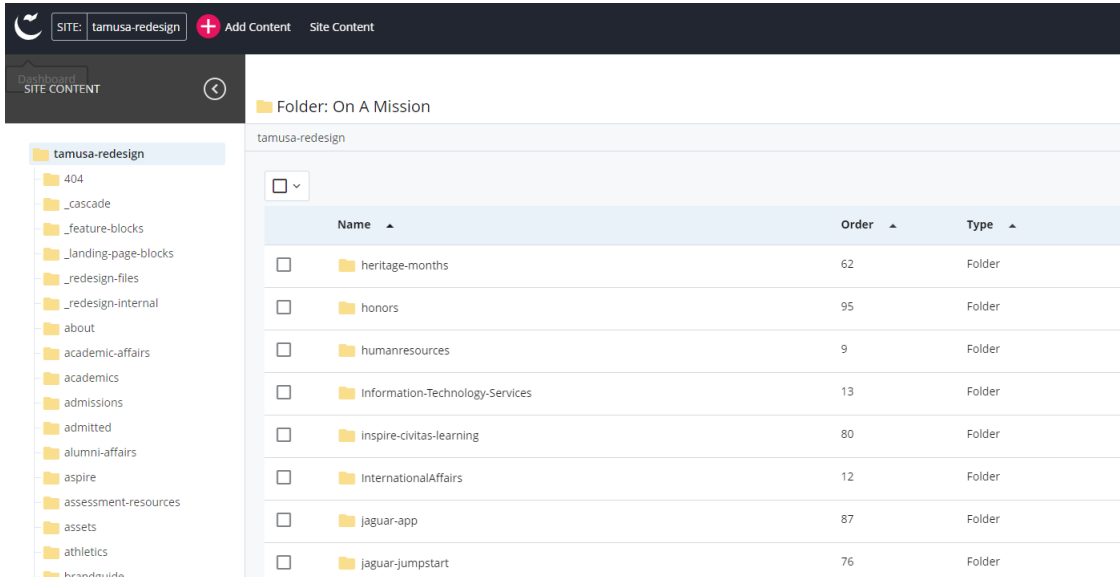 SITE: tamusa-redesign Add Content Site Content
Dashboard
SITE CONTENT
Folder: On A Mission
tamusa-redesign
tamusa-redesign
404
_cascade
_feature-blocks
_landing-page-blocks
_redesign-files
_redesign-internal
about
academic-affairs
academics
admissions
admitted
alumni-affairs
aspire
assessment-resources
assets
athletics
brandguide
Name Order Type
heritage-months 62 Folder
honors 95 Folder
humanresources 9 Folder
Information-Technology-Services 13 Folder
inspire-civitas-learning 80 Folder
InternationalAffairs 12 Folder
jaguar-app 87 Folder
jaguar-jumpstart 76 Folder